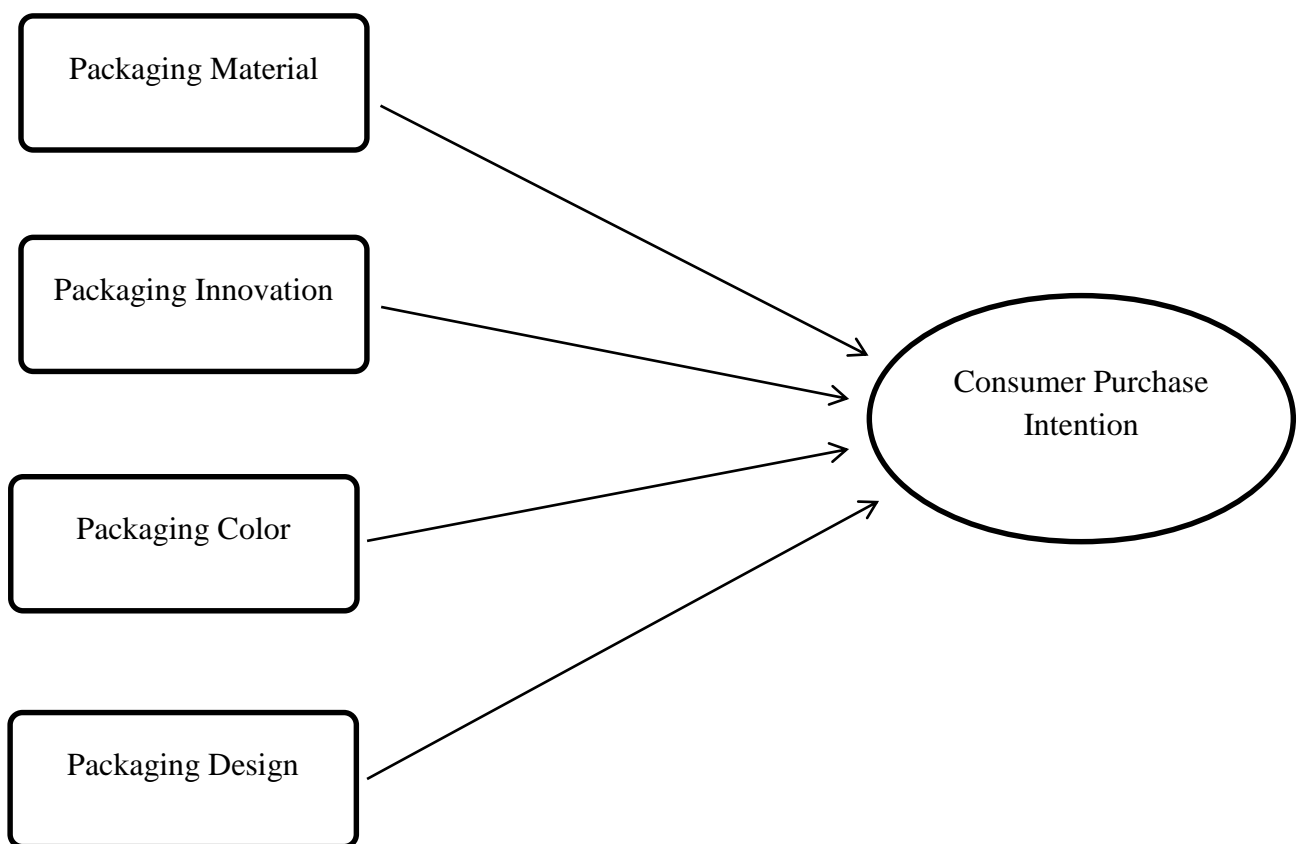 Packaging Material
Packaging Innovation
Consumer Purchase
Intention
Packaging Color
Packaging Design